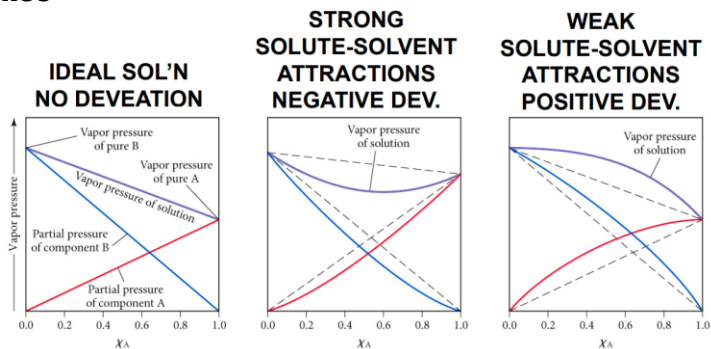 IDEAL SOL'N
NO DEVEATION
STRONG
SOLUTE-SOLVENT
ATTRACTIONS
NEGATIVE DEV.
WEAK
SOLUTE-SOLVENT
ATTRACTIONS
POSITIVE DEV.
Vapor pressure
Vapor pressure
of pure B
Vapor pressure
of pure A
Vapor pressure of solution
Partial pressure
of component B
Partial pressure
of component A
0.0 0.2 0.4 0.6 0.8 1.0
χA
Vapor pressure
of solution
0.0 0.2 0.4 0.6 0.8 1.0
χA
Vapor pressure
of solution
0.0 0.2 0.4 0.6 0.8 1.0
χA